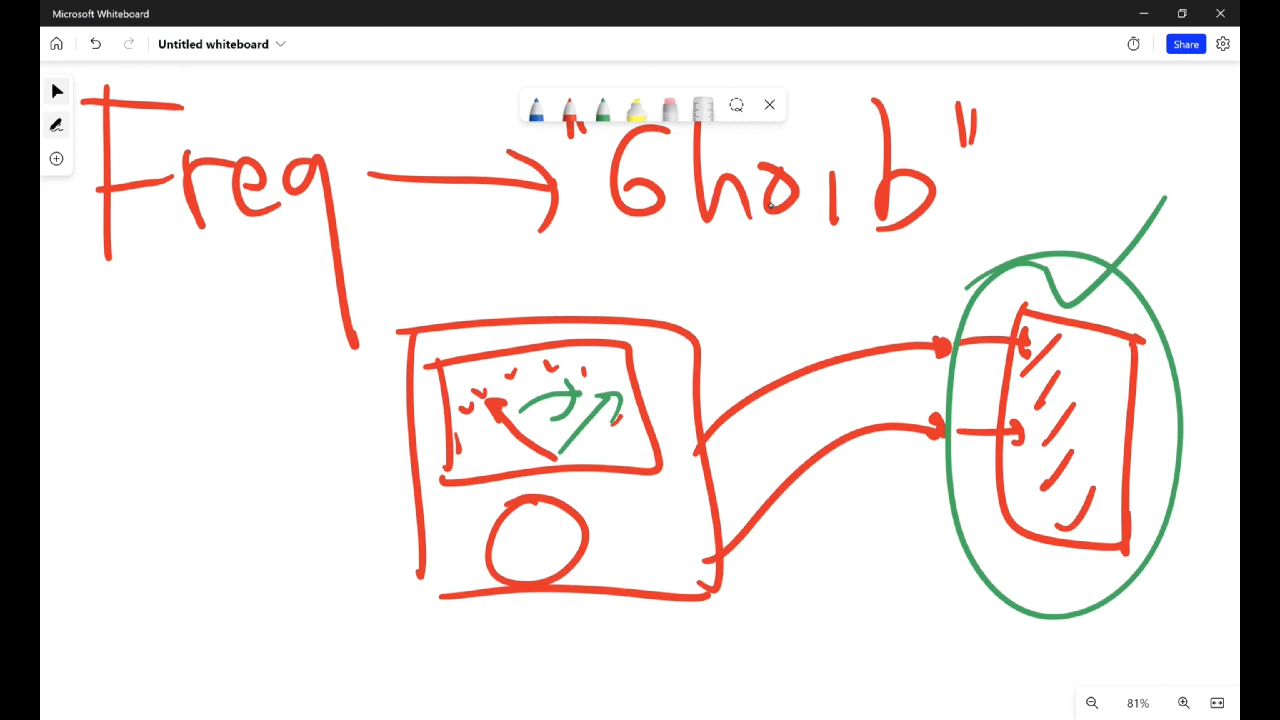 Microsoft Whiteboard
Untitled whiteboard
Share
Freq → "Ghoib"
81%